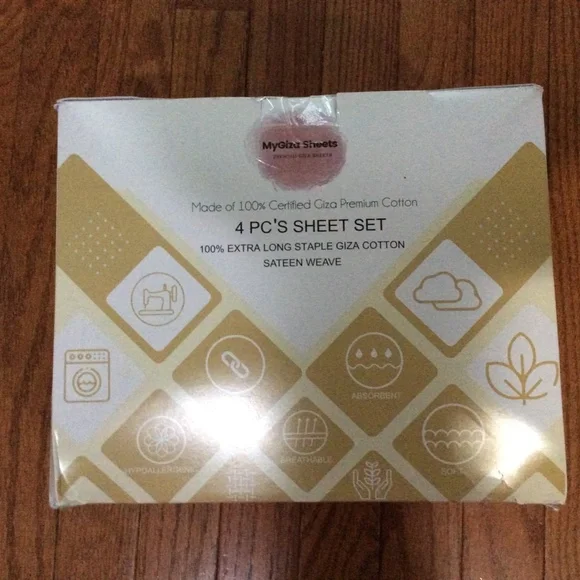 MyGiza Sheets
Made of 100% Certified Giza Premium Cotton
4 PC'S SHEET SET
100% EXTRA LONG STAPLE GIZA COTTON
SATEEN WEAVE
ABSORBENT
HYPOALLERGENIC
BREATHABLE
SOFT